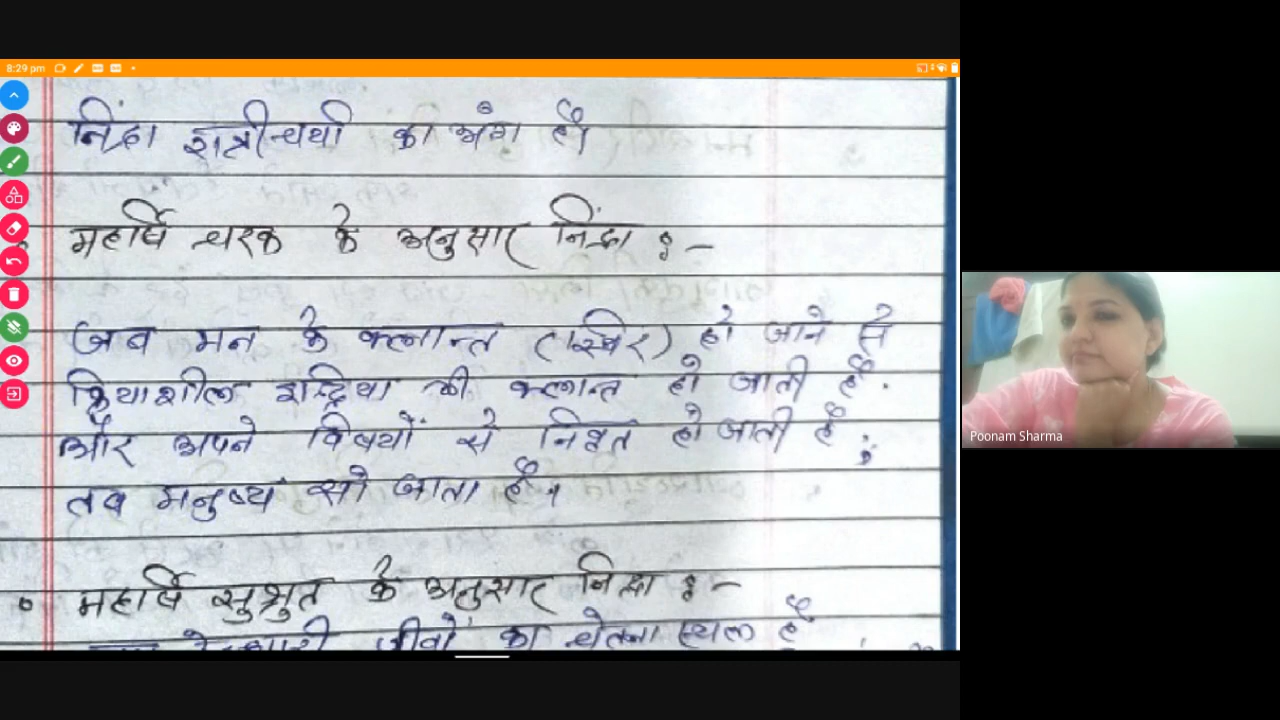 8:29 pm
निंद्रा रात्रीचर्या का अंग है।
महर्षि चरक के अनुसार निंद्रा :-
जब मन के क्लान्त (स्थिर) हो जाने से
क्रियाशील इन्द्रिया भी क्लान्त हो जाती हैं.
और अपने विषयों से निवृत हो जाती है ;
तब मनुष्य सो जाता है।
महर्षि सुश्रुत के अनुसार निद्रा :-
जीवों का चेतना स्थल है
Poonam Sharma